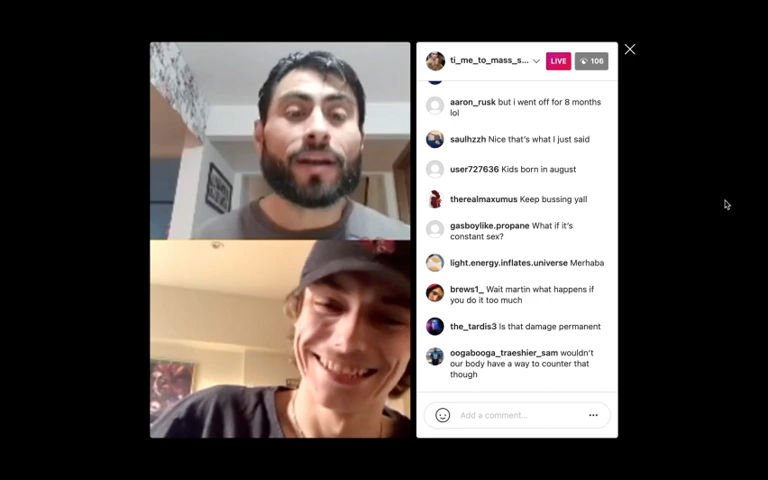 ti_me_to_mass_s...
LIVE
106
aaron_rusk but i went off for 8 months
lol
saulhzzh Nice that's what I just said
user727636 Kids born in august
therealmaxumus Keep bussing yall
gasboylike.propane What if it's
constant sex?
light.energy.inflates.universe Merhaba
brews1_ Wait martin what happens if
you do it too much
the_tardis3 Is that damage permanent
oogabooga_traeshier_sam wouldn't
our body have a way to counter that
though
Add a comment...